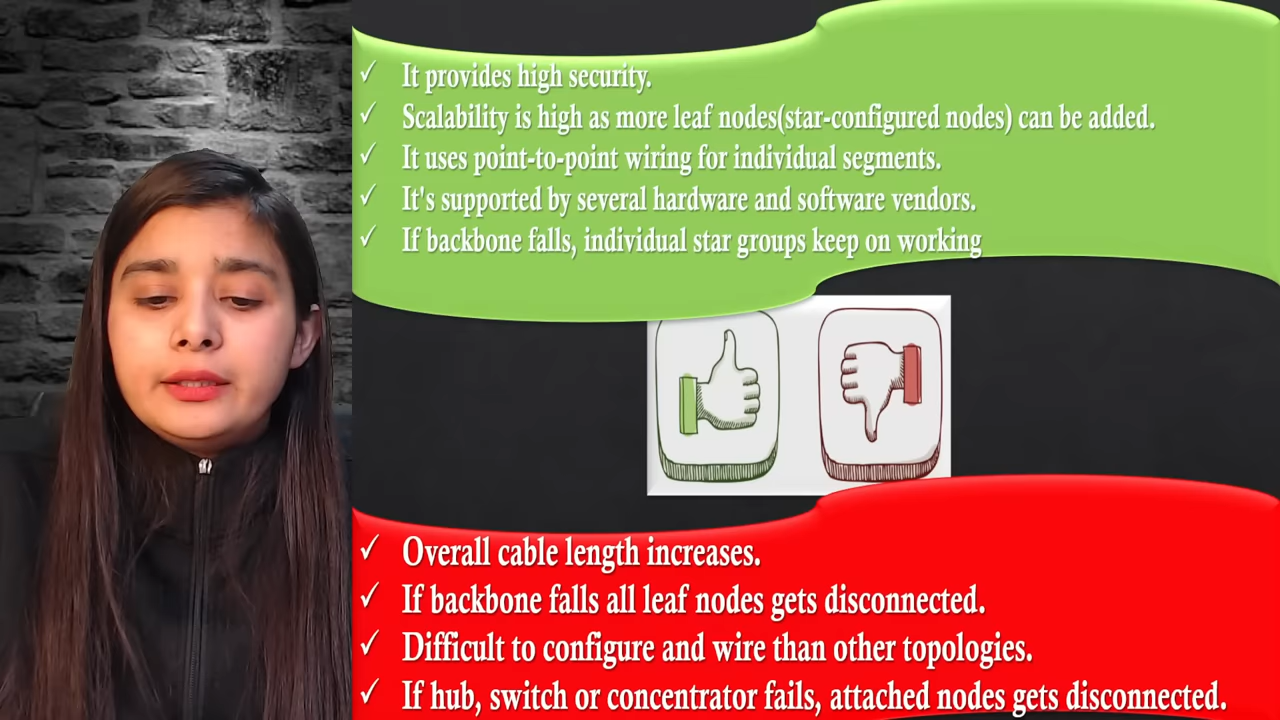 It provides high security.
Scalability is high as more leaf nodes(star-configured nodes) can be added.
It uses point-to-point wiring for individual segments.
It's supported by several hardware and software vendors.
If backbone falls, individual star groups keep on working
Overall cable length increases.
If backbone falls all leaf nodes gets disconnected.
Difficult to configure and wire than other topologies.
If hub, switch or concentrator fails, attached nodes gets disconnected.